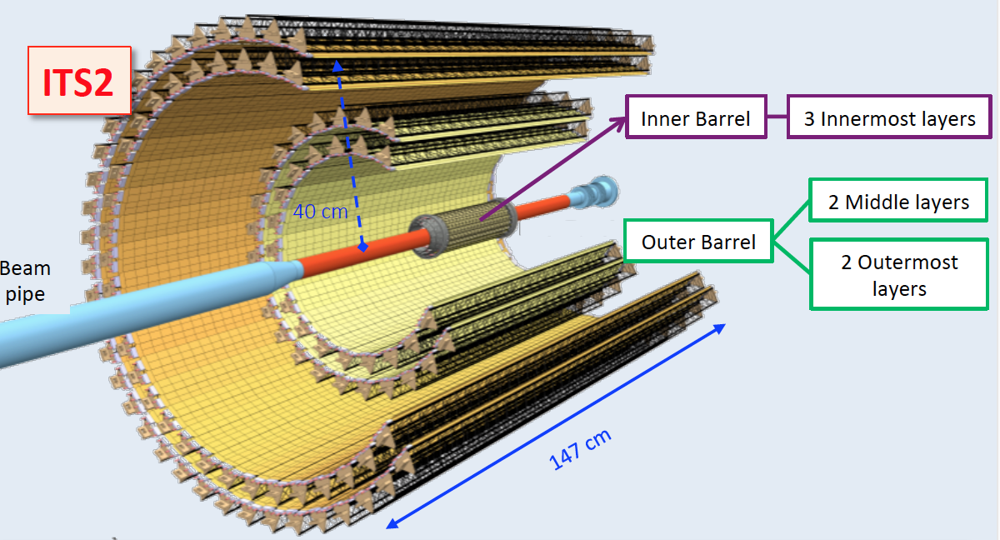 ITS2
Inner Barrel
3 Innermost layers
40 cm
2 Middle layers
Outer Barrel
2 Outermost
layers
Beam
pipe
147 cm